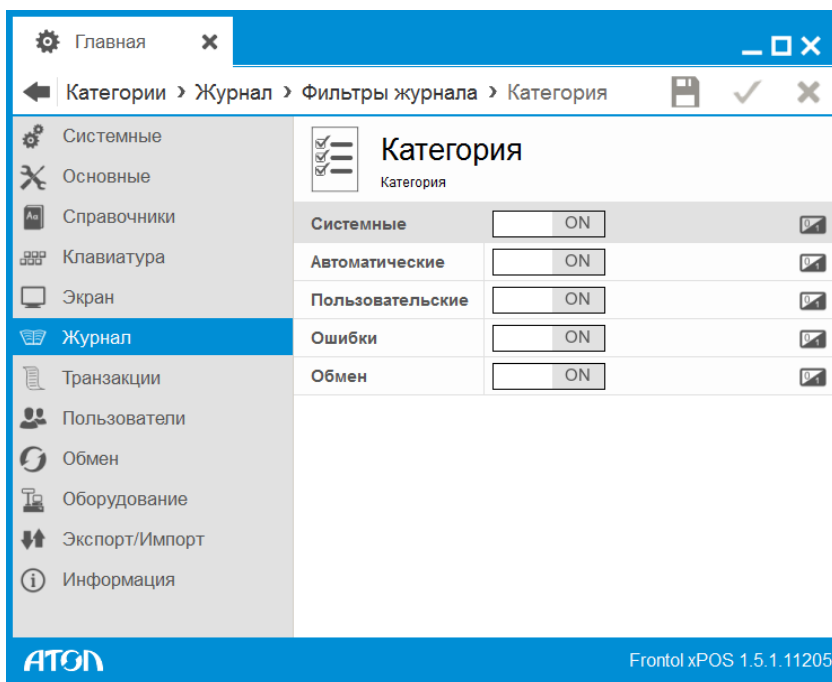 Главная
Категории > Журнал > Фильтры журнала > Категория
Системные
Основные
Справочники
Клавиатура
Экран
Журнал
Транзакции
Пользователи
Обмен
Оборудование
Экспорт/Импорт
Информация
Категория
Категория
Системные ON
Автоматические ON
Пользовательские ON
Ошибки ON
Обмен ON
ATOL
Frontol xPOS 1.5.1.11205